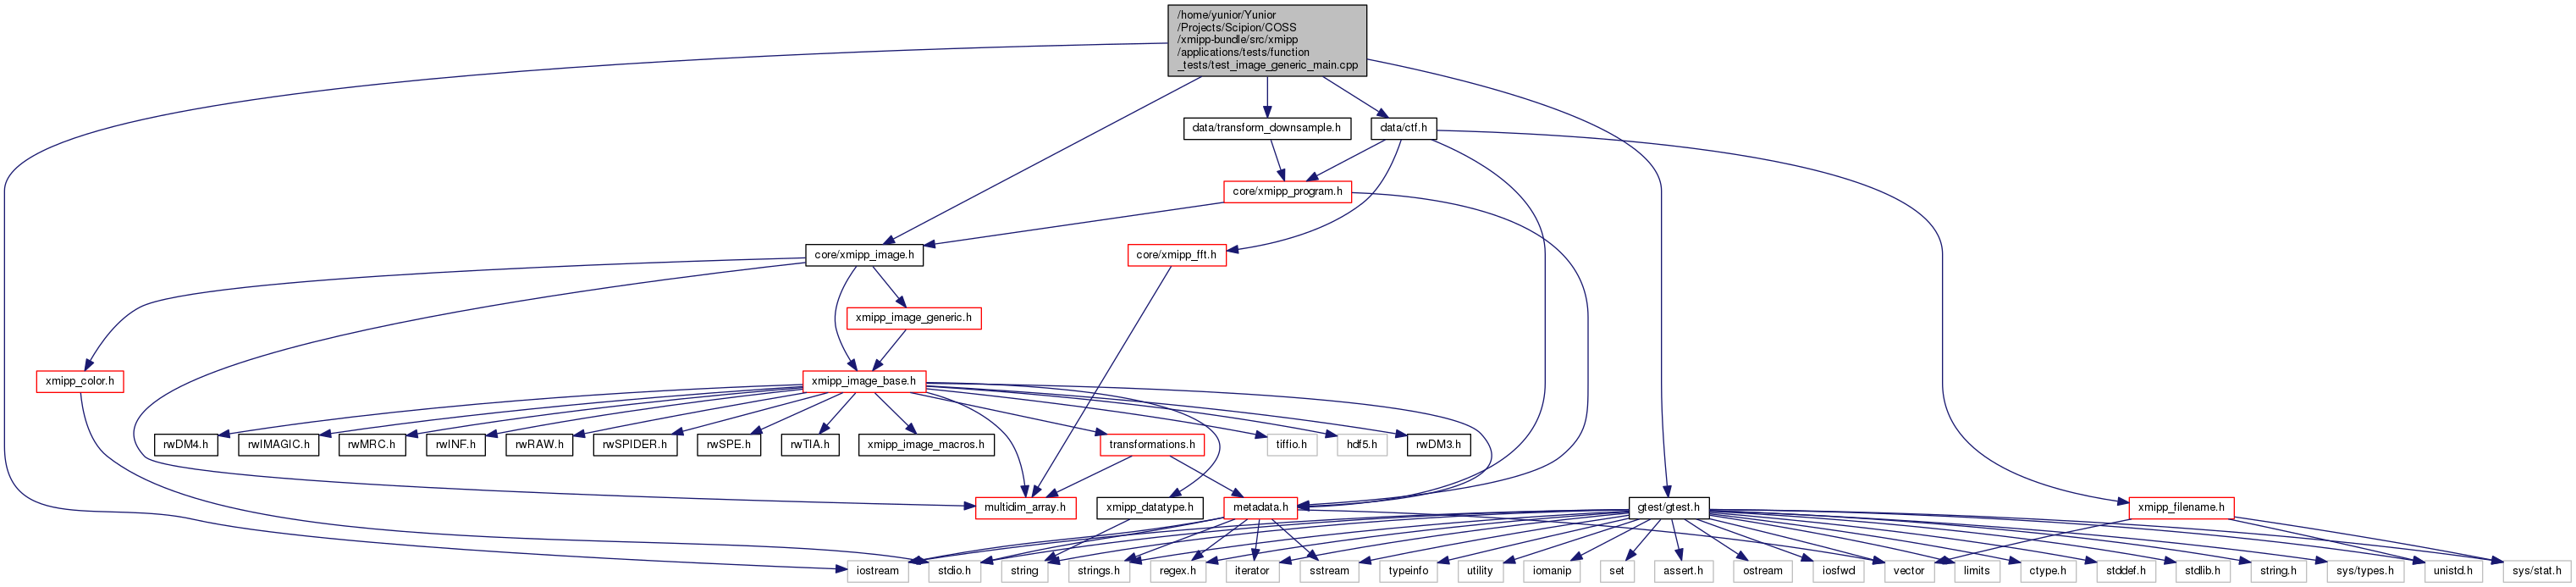 /home/yunior/Yunior
/Projects/Scipion/COSS
/xmipp-bundle/src/xmipp
/applications/tests/function
_tests/test_image_generic_main.cpp
data/transform_downsample.h
data/ctf.h
core/xmipp_program.h
core/xmipp_image.h
core/xmipp_fft.h
xmipp_image_generic.h
xmipp_color.h
xmipp_image_base.h
rwDM4.h
rwIMAGIC.h
rwMRC.h
rwINF.h
rwRAW.h
rwSPIDER.h
rwSPE.h
rwTIA.h
xmipp_image_macros.h
transformations.h
tiffio.h
hdf5.h
rwDM3.h
multidim_array.h
xmipp_datatype.h
metadata.h
gtest/gtest.h
xmipp_filename.h
iostream
stdio.h
string
strings.h
regex.h
iterator
sstream
typeinfo
utility
iomanip
set
assert.h
ostream
iosfwd
vector
limits
ctype.h
stddef.h
stdlib.h
string.h
sys/types.h
unistd.h
sys/stat.h